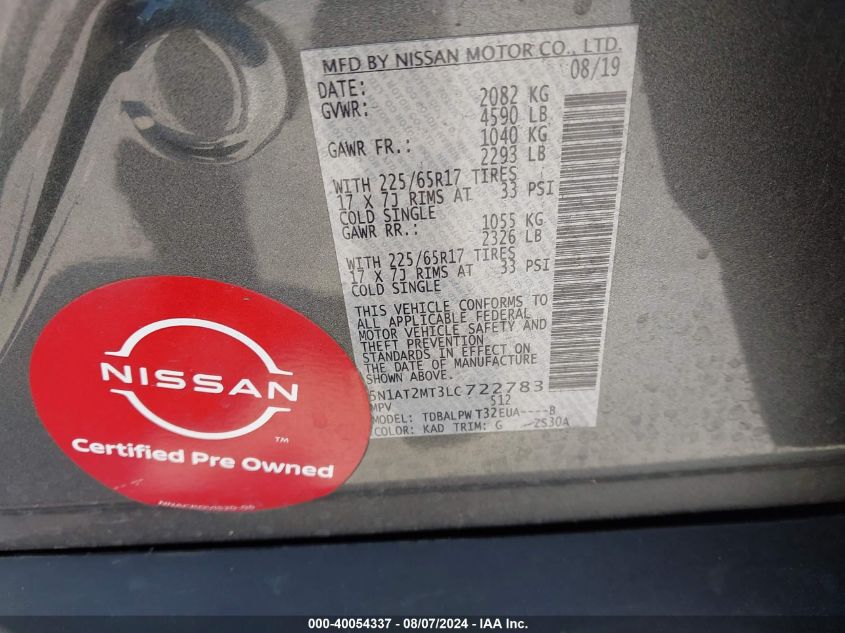 MFD BY NISSAN MOTOR CO., LTD.
DATE: 08/19
GVWR: 2082 KG
4590 LB
GAWR FR.: 1040 KG
2293 LB
WITH 225/65R17 TIRES
17 X 7J RIMS AT 33 PSI
COLD SINGLE
GAWR RR.: 1055 KG
2326 LB
WITH 225/65R17 TIRES
17 X 7J RIMS AT 33 PSI
COLD SINGLE
THIS VEHICLE CONFORMS TO
ALL APPLICABLE FEDERAL
MOTOR VEHICLE SAFETY AND
THEFT PREVENTION
STANDARDS IN EFFECT ON
THE DATE OF MANUFACTURE
SHOWN ABOVE.
5N1AT2MT3LC722783
MPV 512
MODEL: TDBALPW T32EUA----B
COLOR: KAD TRIM: G -ZS30A
NISSAN
™
Certified Pre Owned
000-40054337 - 08/07/2024 - IAA Inc.